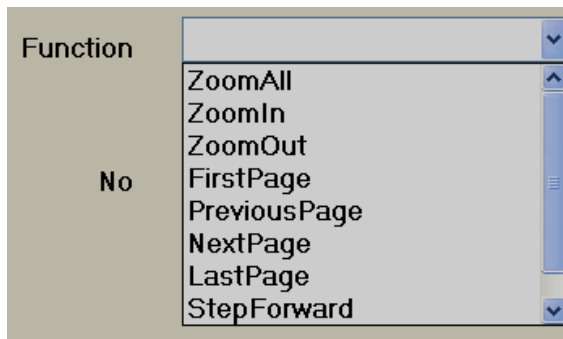 Function
ZoomAll
ZoomIn
ZoomOut
No
FirstPage
PreviousPage
NextPage
LastPage
StepForward